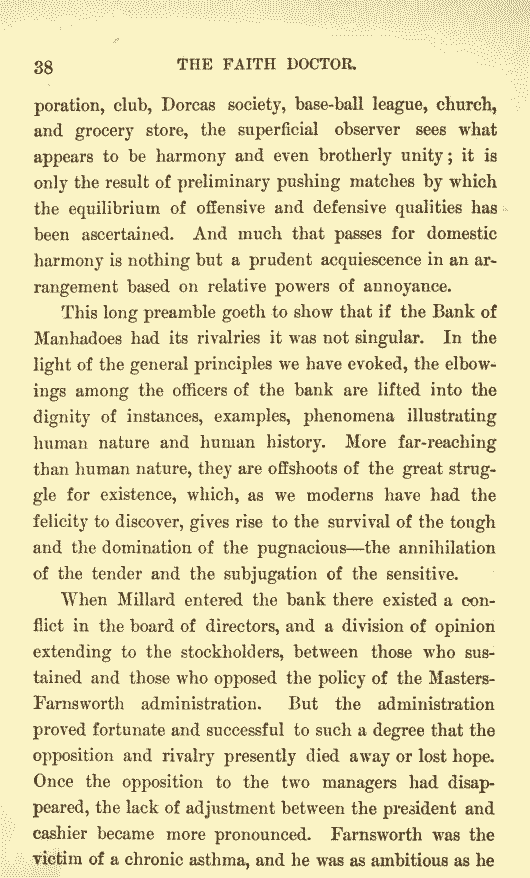 38 THE FAITH DOCTOR.
poration, club, Dorcas society, base-ball league, church,
and grocery store, the superficial observer sees what
appears to be harmony and even brotherly unity; it is
only the result of preliminary pushing matches by which
the equilibrium of offensive and defensive qualities has
been ascertained. And much that passes for domestic
harmony is nothing but a prudent acquiescence in an ar-
rangement based on relative powers of annoyance.
This long preamble goeth to show that if the Bank of
Manhadoes had its rivalries it was not singular. In the
light of the general principles we have evoked, the elbow-
ings among the officers of the bank are lifted into the
dignity of instances, examples, phenomena illustrating
human nature and human history. More far-reaching
than human nature, they are offshoots of the great strug-
gle for existence, which, as we moderns have had the
felicity to discover, gives rise to the survival of the tough
and the domination of the pugnacious—the annihilation
of the tender and the subjugation of the sensitive.
When Millard entered the bank there existed a con-
flict in the board of directors, and a division of opinion
extending to the stockholders, between those who sus-
tained and those who opposed the policy of the Masters-
Farnsworth administration. But the administration
proved fortunate and successful to such a degree that the
opposition and rivalry presently died away or lost hope.
Once the opposition to the two managers had disap-
peared, the lack of adjustment between the president and
cashier became more pronounced. Farnsworth was the
victim of a chronic asthma, and he was as ambitious as he